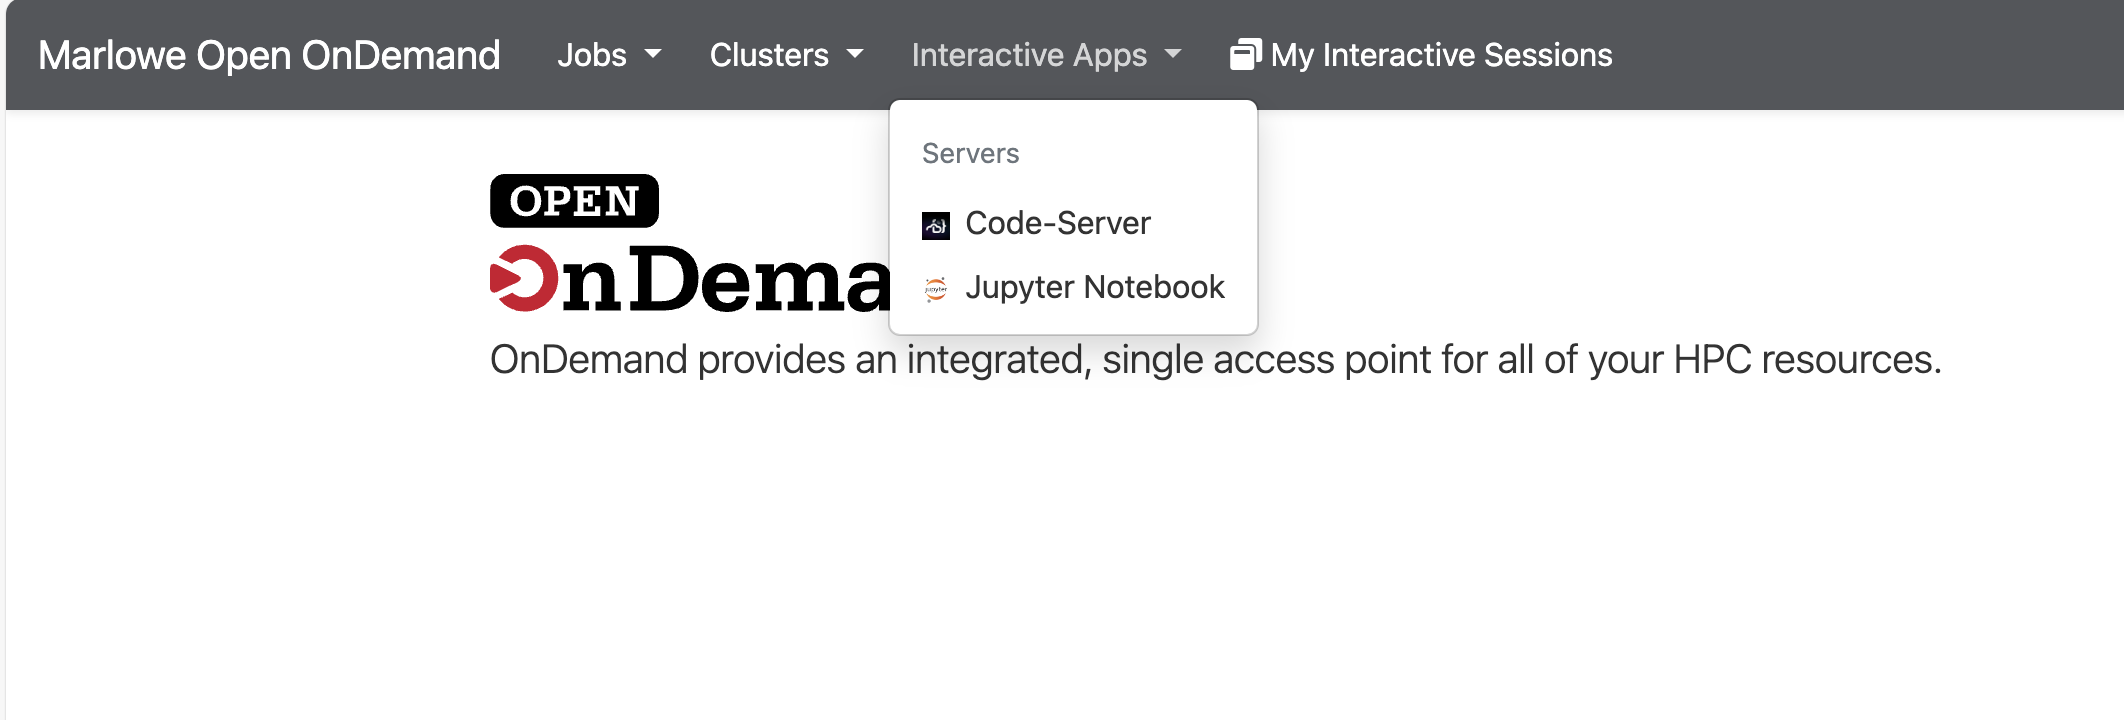 Marlowe Open OnDemand Jobs Clusters Interactive Apps My Interactive Sessions
Servers
Code-Server
Jupyter Notebook
OPEN
OnDema
OnDemand provides an integrated, single access point for all of your HPC resources.